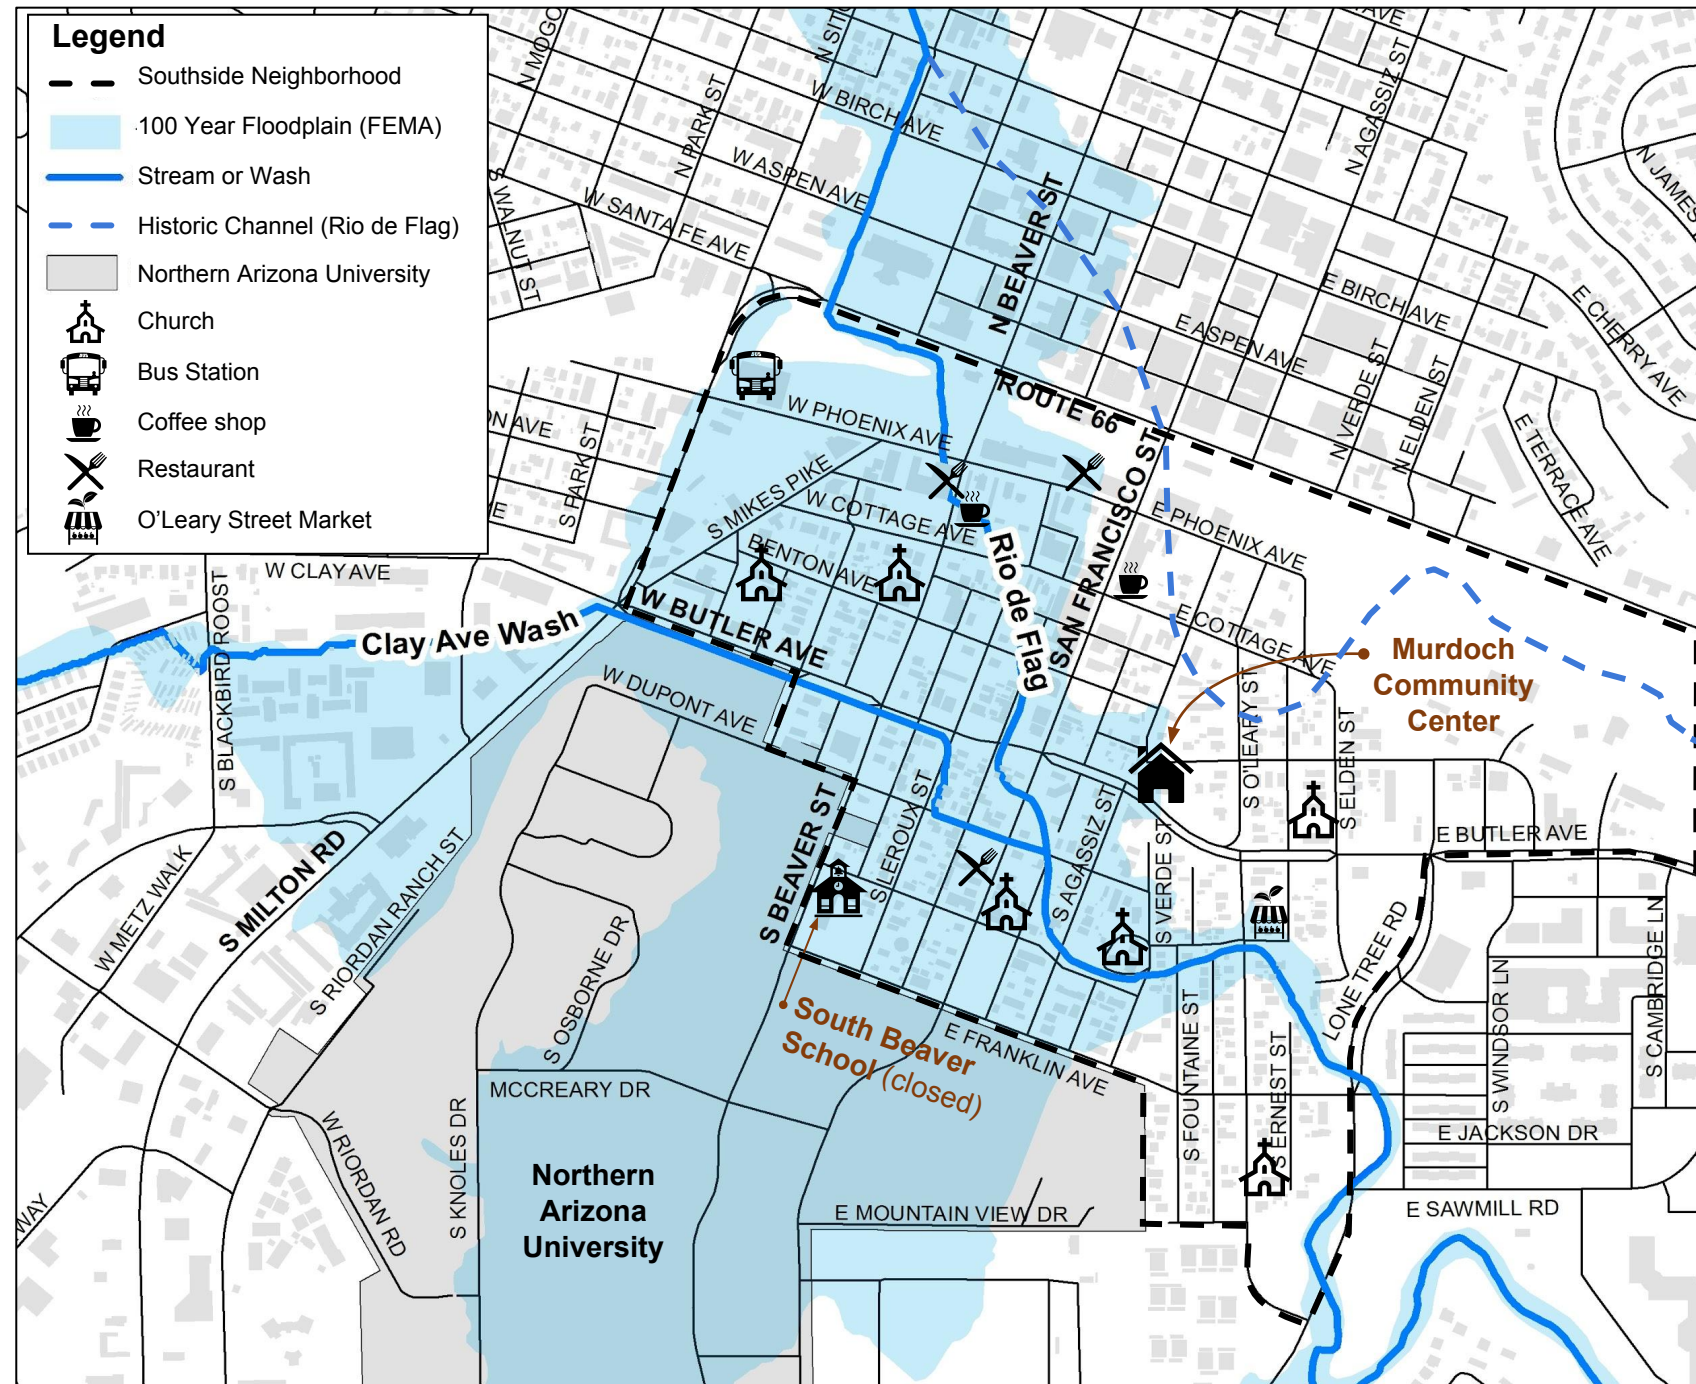 Legend
Southside Neighborhood
100 Year Floodplain (FEMA)
Stream or Wash
Historic Channel (Rio de Flag)
Northern Arizona University
Church
BUS
Bus Station
Coffee shop
Restaurant
O'Leary Street Market
N PARK ST
W BIRCH AVE
W ASPEN AVE
W SANTA FE AVE
S WALNUT ST
N BEAVER ST
N AGASSIZ ST
AVE
N JAMES
E BIRCH AVE
E ASPEN AVE
E CHERRY AVE
N VERDE ST
N ELDEN ST
E TERRACE AVE
ROUTE 66
BUS
W PHOENIX AVE
S MIKES PIKE
W COTTAGE AVE
BENTON AVE
S PARK ST
ON AVE
E
W CLAY AVE
Clay Ave Wash
W BUTLER AVE
Rio de Flag
SAN FRANCISCO ST
E PHOENIX AVE
E COTTAGE AVE
Murdoch
Community
Center
S BLACKBIRD ROOST
W DUPONT AVE
S O'LEARY ST
S ELDEN ST
E BUTLER AVE
S MILTON RD
W METZ WALK
S RIORDAN RANCH ST
S BEAVER ST
S LEROUX ST
S AGASSIZ ST
S VERDE ST
LONE TREE RD
S OSBORNE DR
South Beaver
School (closed)
E FRANKLIN AVE
S FOUNTAINE ST
S ERNEST ST
S WINDSOR LN
S CAMBRIDGE LN
MCCREARY DR
S KNOLES DR
W RIORDAN RD
Northern
Arizona
University
E MOUNTAIN VIEW DR
E JACKSON DR
E SAWMILL RD
WAY